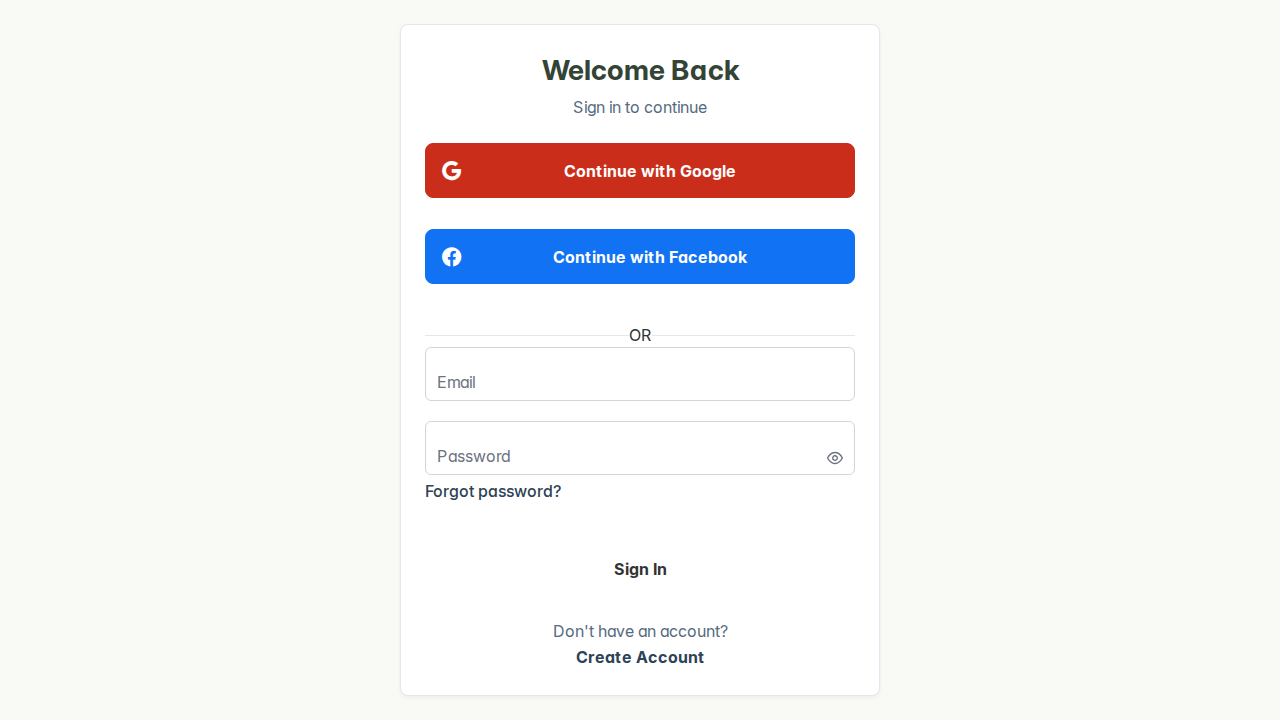 Welcome Back
Sign in to continue
Continue with Google
Continue with Facebook
OR
Email
Password
Forgot password?
Sign In
Don't have an account?
Create Account